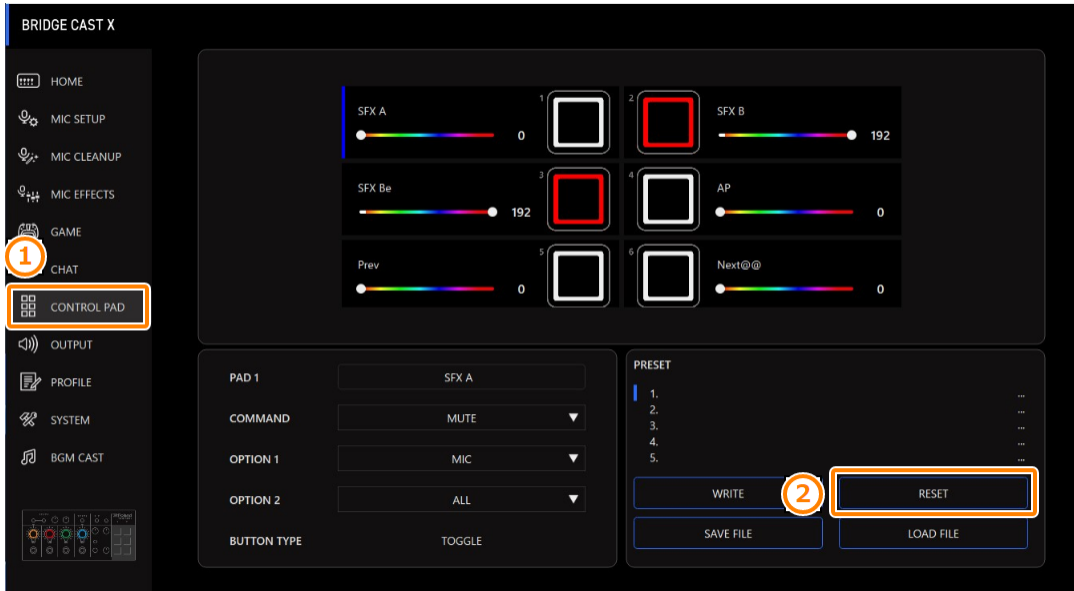 BRIDGE CAST X
HOME
MIC SETUP
MIC CLEANUP
MIC EFFECTS
GAME
1
CHAT
CONTROL PAD
OUTPUT
PROFILE
SYSTEM
BGM CAST
SFX A
0
1
2
SFX B
192
SFX Be
192
3
4
AP
0
Prev
0
5
6
Next@@
0
PAD 1
SFX A
COMMAND
MUTE
OPTION 1
MIC
OPTION 2
ALL
BUTTON TYPE
TOGGLE
PRESET
1. ...
2. ...
3. ...
4. ...
5. ...
WRITE
2
RESET
SAVE FILE
LOAD FILE